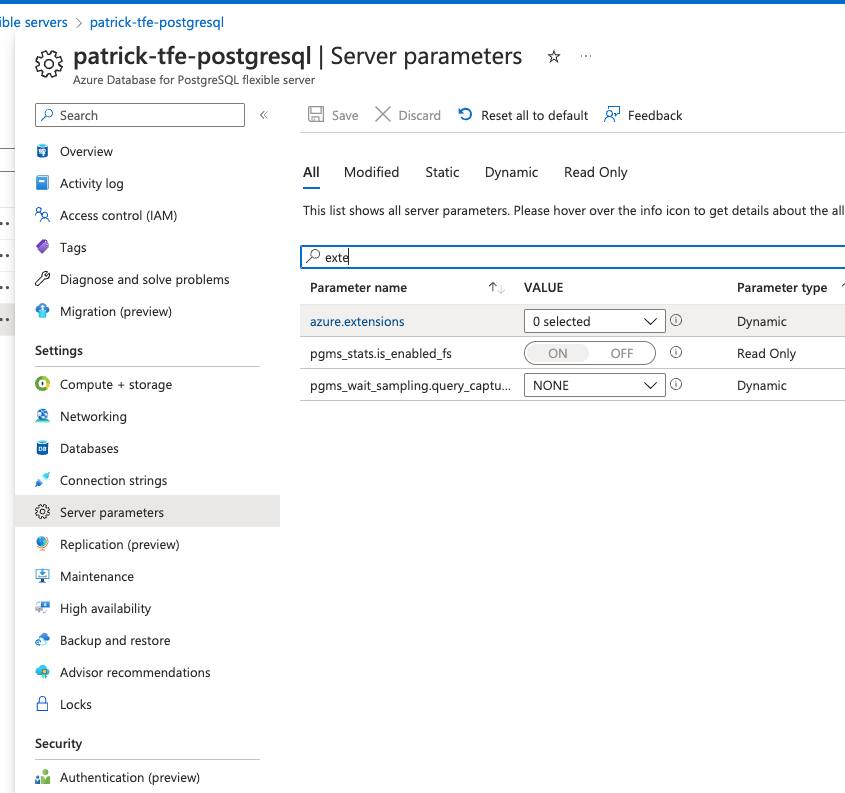 ible servers > patrick-tfe-postgresql
patrick-tfe-postgresql | Server parameters
Azure Database for PostgreSQL flexible server
Search
Overview
Activity log
Access control (IAM)
Tags
Diagnose and solve problems
Migration (preview)
Settings
Compute + storage
Networking
Databases
Connection strings
Server parameters
Replication (preview)
Maintenance
High availability
Backup and restore
Advisor recommendations
Locks
Security
Authentication (preview)
Save Discard Reset all to default Feedback
All Modified Static Dynamic Read Only
This list shows all server parameters. Please hover over the info icon to get details about the all
exte
Parameter name VALUE Parameter type
azure.extensions 0 selected Dynamic
pgms_stats.is_enabled_fs ON OFF Read Only
pgms_wait_sampling.query_captu... NONE Dynamic